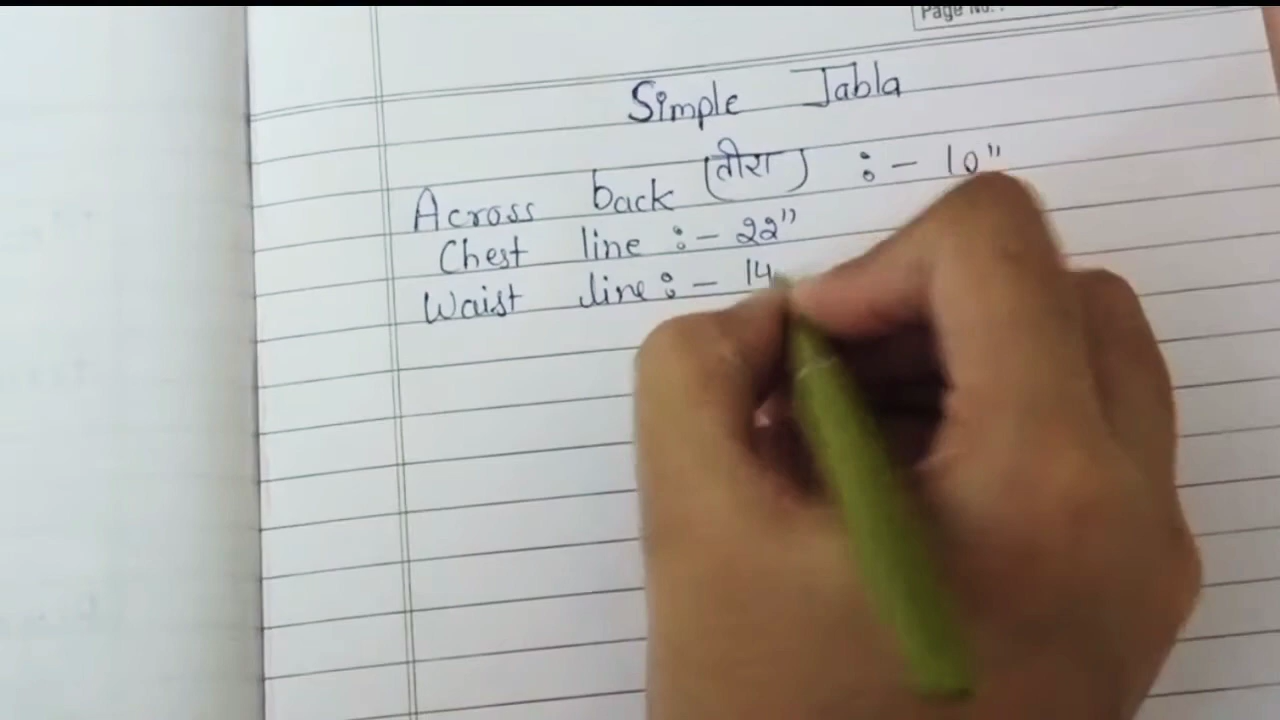 Page No.:
Simple Jabla
Across back (तीरा) :- 10"
Chest line :- 22"
Waist line :- 14